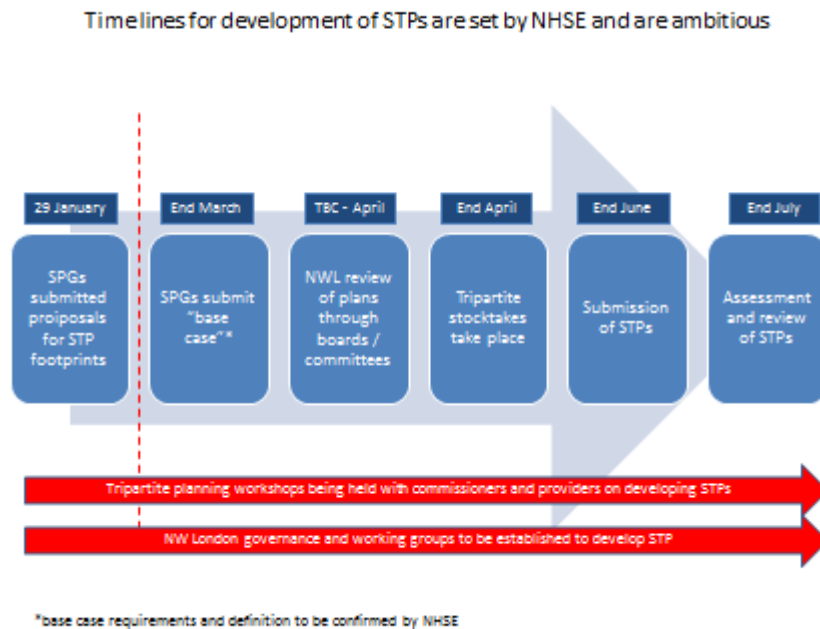 Timelines for development of STPs are set by NHSE and are ambitious
29 January
End March
TBC - April
End April
End June
End July
SPGs
submitted
proiposals
for STP
footprints
SPGs submit
"base
case"*
NWL review
of plans
through
boards /
committees
Tripartite
stocktakes
take place
Submission
of STPs
Assessment
and review
of STPs
Tripartite planning workshops being held with commissioners and providers on developing STPs
NW London governance and working groups to be established to develop STP
*base case requirements and definition to be confirmed by NHSE